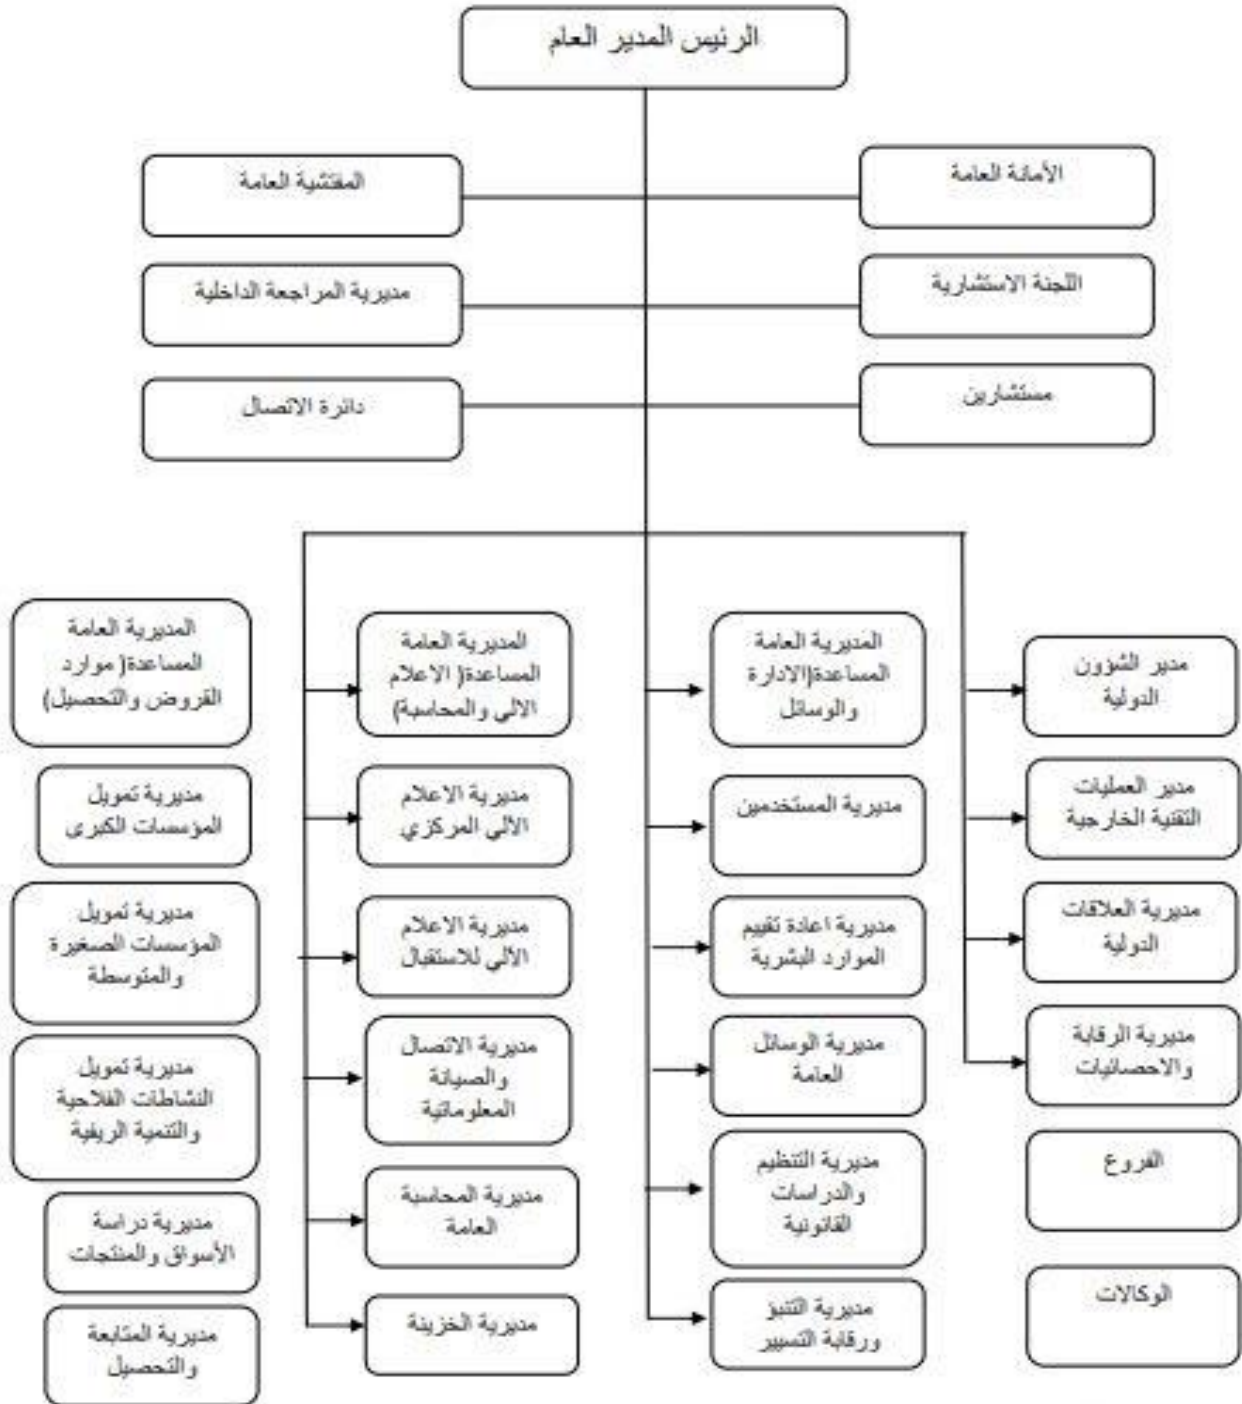 الرئيس المدير العام
الأمانة العامة
المفتشية العامة
اللجنة الاستشارية
مديرية المراجعة الداخلية
مستشارين
دائرة الاتصال
مدير الشؤون
الدولية
مدير العمليات
التقنية الخارجية
مديرية العلاقات
الدولية
مديرية الرقابة
والاحصائيات
الفروع
الوكالات
المديرية العامة
المساعدة(الادارة
والوسائل
مديرية المستخدمين
مديرية اعادة تقييم
الموارد البشرية
مديرية الوسائل
العامة
مديرية التنظيم
والدراسات
القانونية
مديرية التنبؤ
ورقابة التسيير
المديرية العامة
المساعدة( الاعلام
الالي والمحاسبة)
مديرية الاعلام
الألي المركزي
مديرية الاعلام
الألي للاستقبال
مديرية الاتصال
والصيانة
المعلوماتية
مديرية المحاسبة
العامة
مديرية الخزينة
المديرية العامة
المساعدة( موارد
القروض والتحصيل)
مديرية تمويل
المؤسسات الكبرى
مديرية تمويل
المؤسسات الصغيرة
والمتوسطة
مديرية تمويل
النشاطات الفلاحية
والتنمية الريفية
مديرية دراسة
الأسواق والمنتجات
مديرية المتابعة
والتحصيل